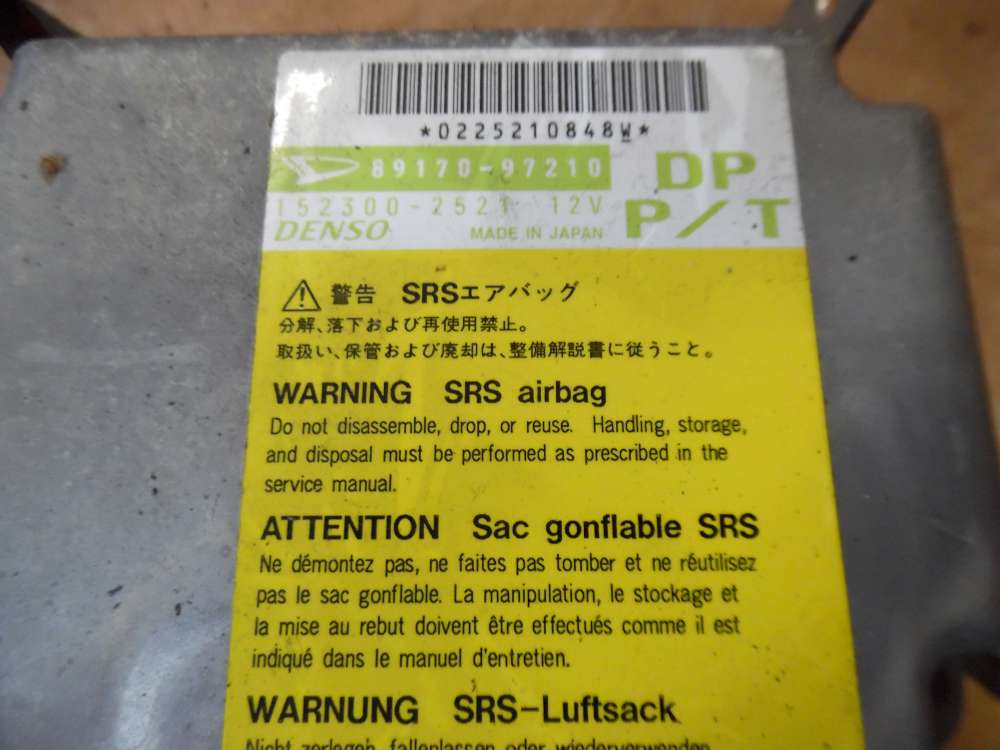 *0225210848W*
89170-97210
DP
152300-2521 12V
P/T
DENSO MADE IN JAPAN
警告 SRSエアバッグ
分解、落下および再使用禁止。
取扱い、保管および廃却は、整備解説書に従うこと。
WARNING SRS airbag
Do not disassemble, drop, or reuse. Handling, storage,
and disposal must be performed as prescribed in the
service manual.
ATTENTION Sac gonflable SRS
Ne démontez pas, ne faites pas tomber et ne réutilisez
pas le sac gonflable. La manipulation, le stockage et
la mise au rebut doivent être effectués comme il est
indiqué dans le manuel d'entretien.
WARNUNG SRS-Luftsack
Nicht zerlegen, fallenlassen oder wiederverwenden